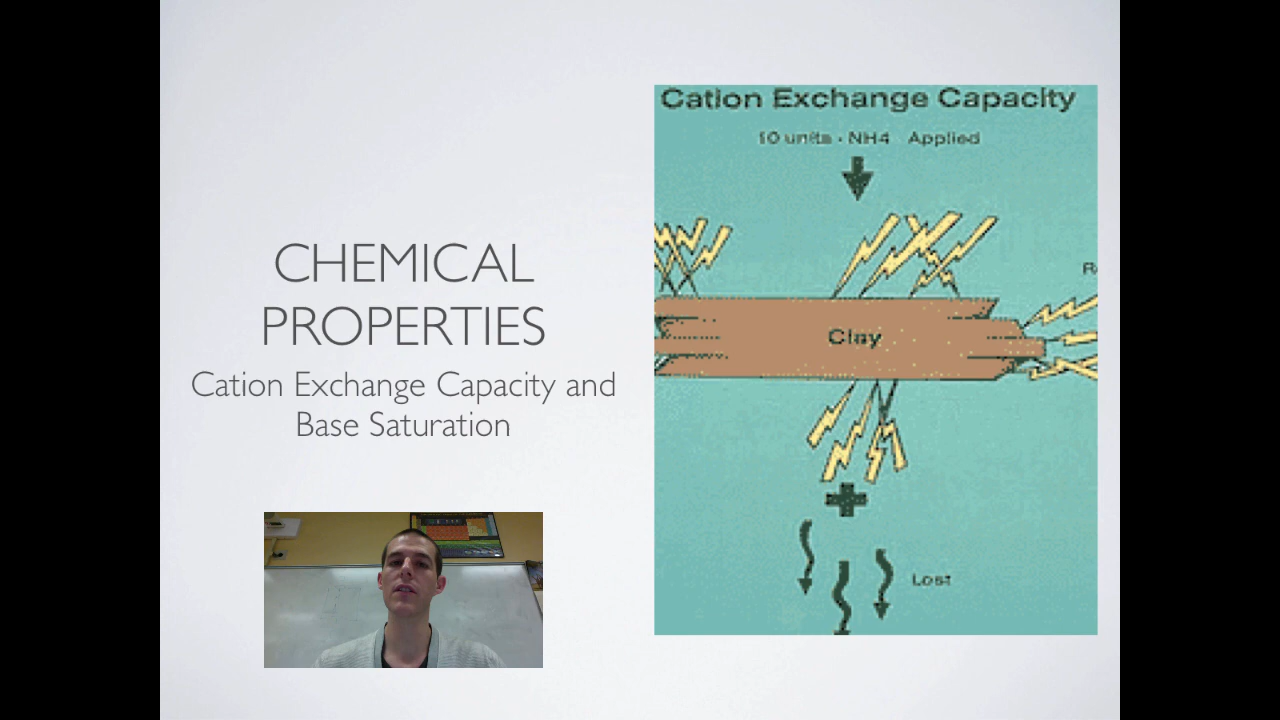 CHEMICAL
PROPERTIES
Cation Exchange Capacity and
Base Saturation
Cation Exchange Capacity
10 units - NH4 Applied
Clay
Lost